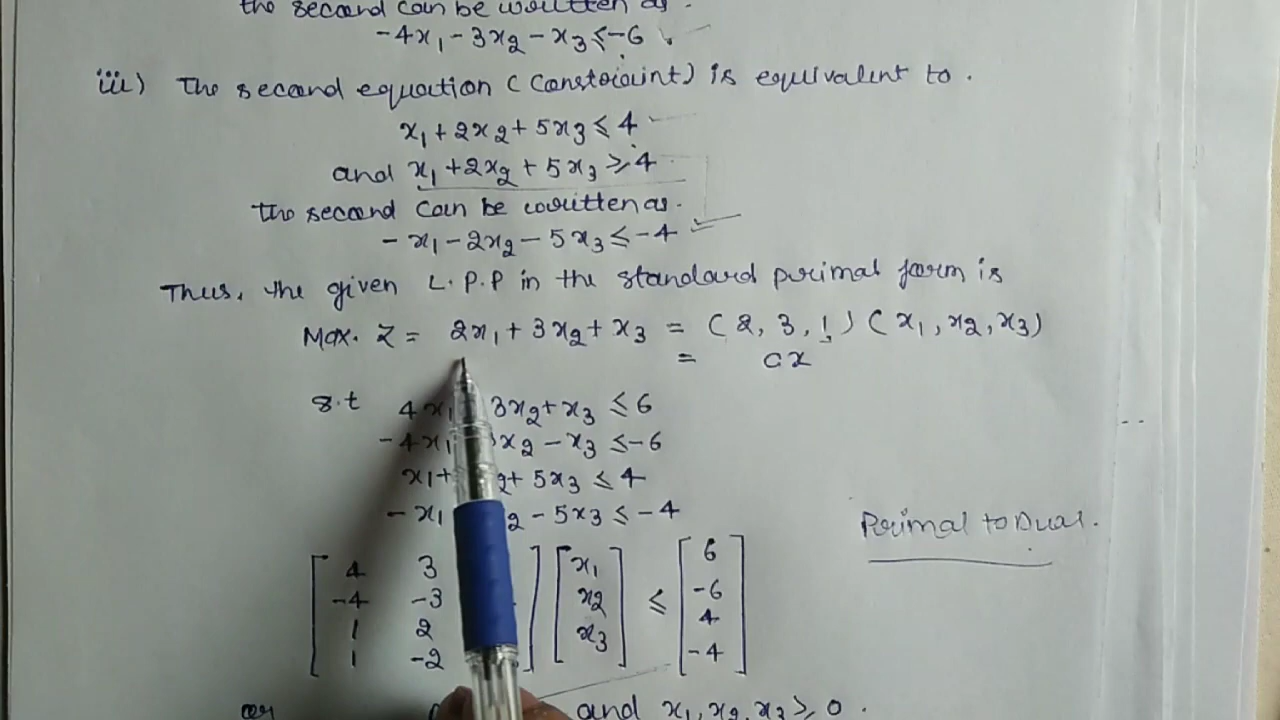 the second can be written as.
-4x₁-3x₂-x₃≤-6.
iii) The second equation (constraint) is equivalent to.
x₁+2x₂+5x₃≤4
and x₁+2x₂+5x₃≥4
the second can be written as.
-x₁-2x₂-5x₃≤-4
Thus, the given L.P.P in the standard primal form is
Max. Z = 2x₁+3x₂+x₃ = (2, 3, 1) (x₁, x₂, x₃)
= cx
s.t 4x₁ 3x₂+x₃ ≤6
-4x₁ x₂-x₃ ≤-6
x₁+ ₂+5x₃ ≤4
-x₁ ₂-5x₃ ≤-4
Primal to Dual.
4 3 x₁ 6
-4 -3 x₂ ≤ -6
1 2 x₃ 4
1 -2 -4
and x₁, x₂, x₃ ≥0.